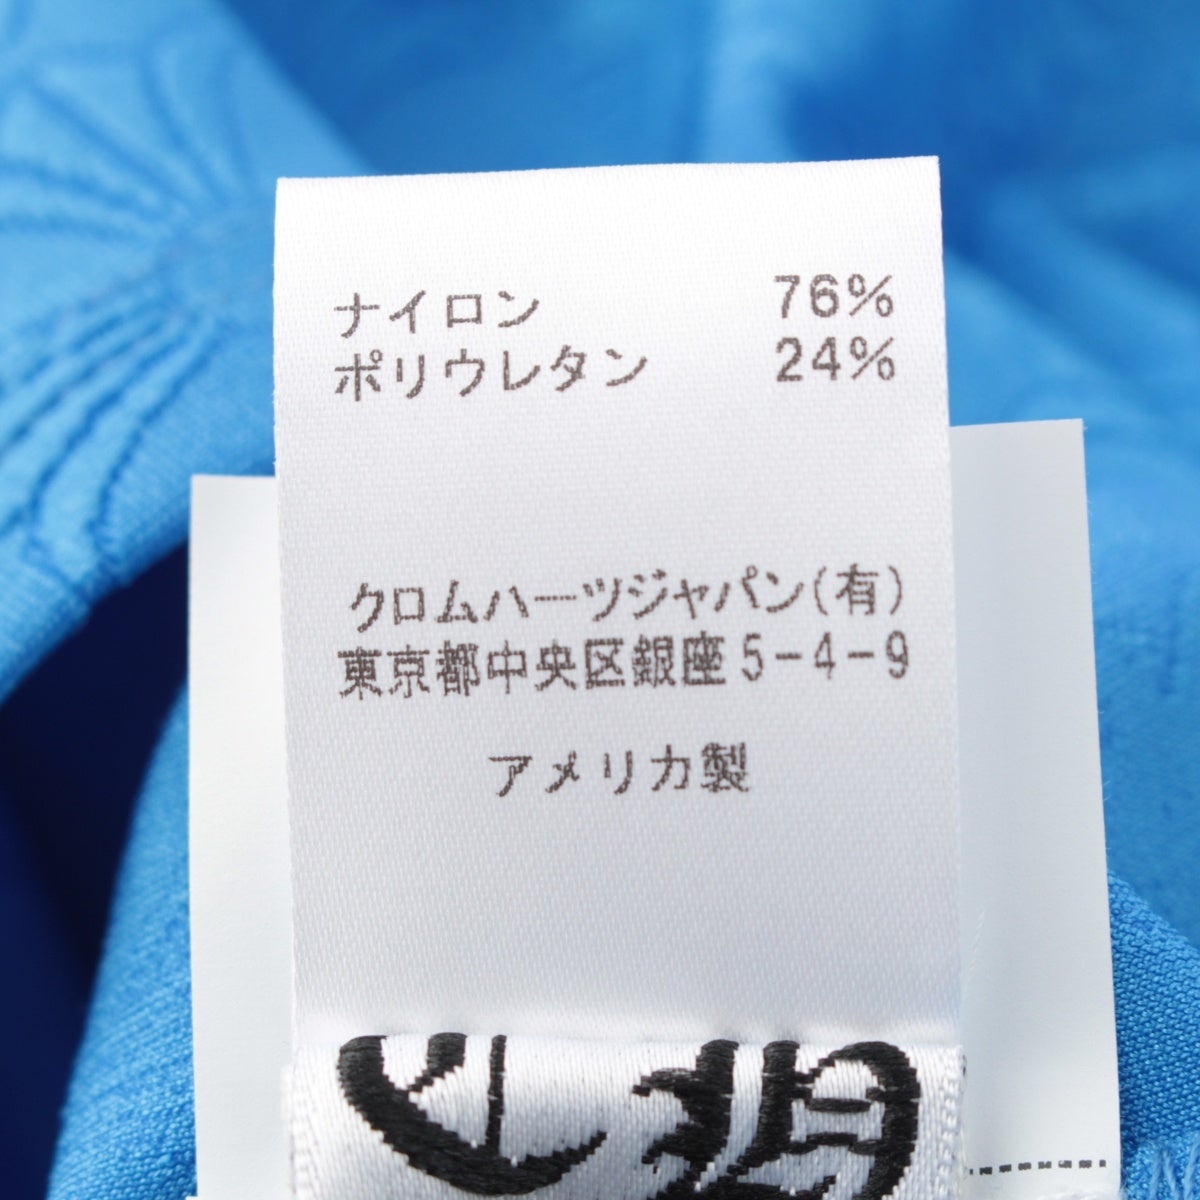 ナイロン 76%
ポリウレタン 24%
クロムハーツジャパン(有)
東京都中央区銀座5-4-9
アメリカ製